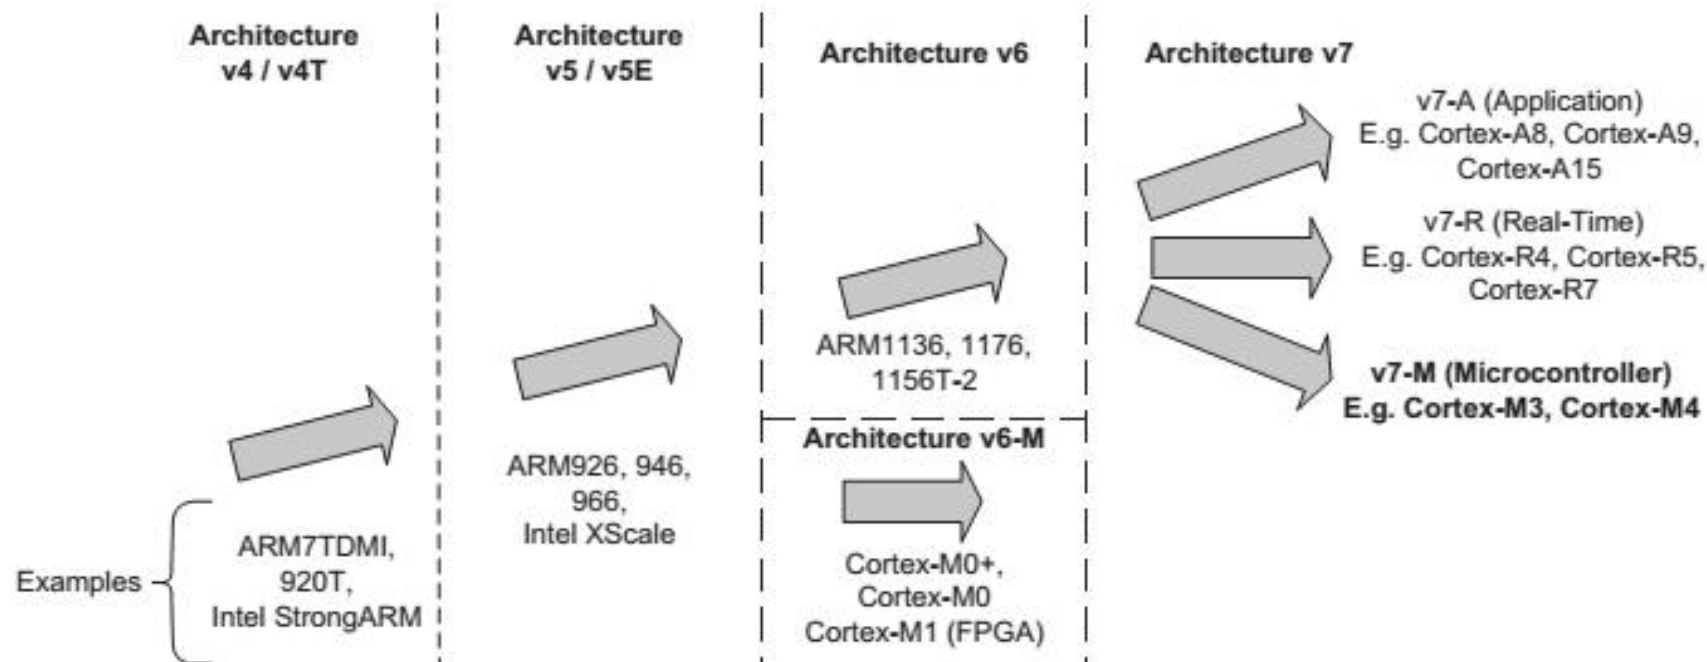 Architecture
v4 / v4T
Architecture
v5 / v5E
Architecture v6
Architecture v7
v7-A (Application)
E.g. Cortex-A8, Cortex-A9,
Cortex-A15
v7-R (Real-Time)
E.g. Cortex-R4, Cortex-R5,
Cortex-R7
v7-M (Microcontroller)
E.g. Cortex-M3, Cortex-M4
ARM1136, 1176,
1156T-2
Architecture v6-M
Cortex-M0+,
Cortex-M0
Cortex-M1 (FPGA)
ARM926, 946,
966,
Intel XScale
Examples
ARM7TDMI,
920T,
Intel StrongARM